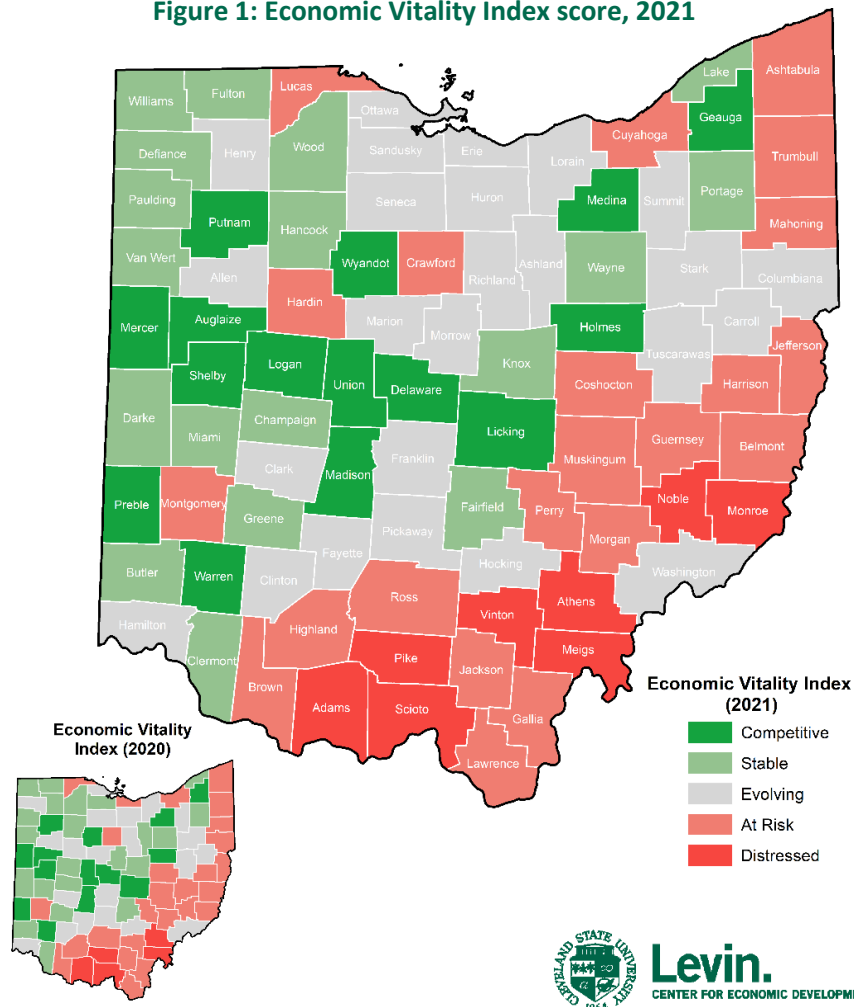 Figure 1: Economic Vitality Index score, 2021
Lake
Ashtabula
Lucas
Fulton
Williams
Geauga
Ottawa
Cuyahoga
Wood
Sandusky
Erie
Lorain
Henry
Defiance
Trumbull
Paulding
Seneca
Huron
Medina
Summit
Portage
Putnam
Hancock
Mahoning
Van Wert
Wyandot
Crawford
Ashland
Wayne
Stark
Allen
Richland
Columbiana
Hardin
Mercer
Auglaize
Marion
Morrow
Holmes
Carroll
Jefferson
Tuscarawas
Logan
Knox
Shelby
Union
Delaware
Coshocton
Harrison
Darke
Champaign
Miami
Licking
Guernsey
Belmont
Franklin
Muskingum
Clark
Madison
Preble
Montgomery
Noble
Monroe
Fairfield
Perry
Greene
Pickaway
Morgan
Fayette
Hocking
Washington
Butler
Warren
Clinton
Ross
Athens
Vinton
Hamilton
Highland
Meigs
Clermont
Pike
Jackson
Brown
Adams
Scioto
Gallia
Lawrence
Economic Vitality Index
(2021)
Competitive
Stable
Evolving
At Risk
Distressed
Economic Vitality
Index (2020)
CLEVELAND STATE UNIVERSITY
1964
Levin.
CENTER FOR ECONOMIC DEVELOPME